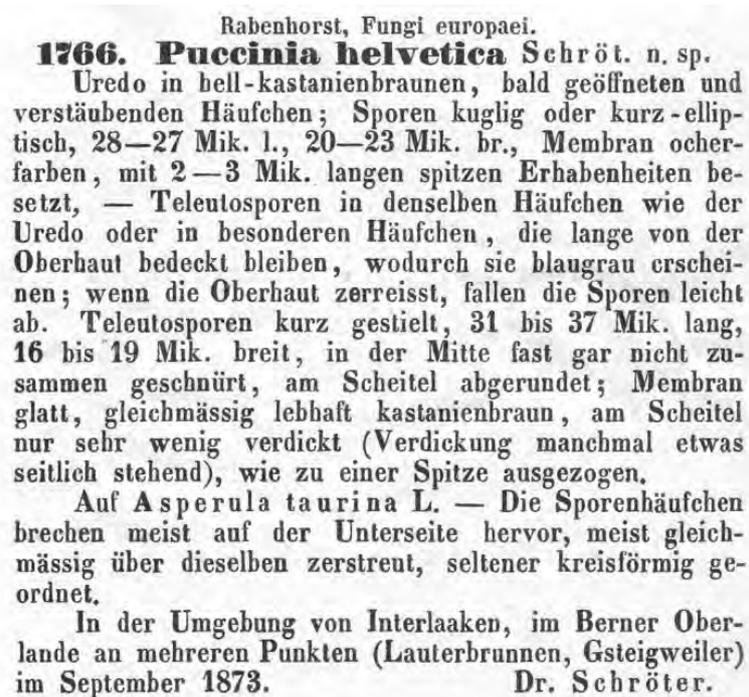 Rabenhorst, Fungi europaei.
1766. Puccinia helvetica Schröt. n. sp.
Uredo in hell-kastanienbraunen, bald geöffneten und
verstäubenden Häufchen; Sporen kuglig oder kurz-ellip-
tisch, 28—27 Mik. l., 20—23 Mik. br., Membran ocher-
farben, mit 2—3 Mik. langen spitzen Erhabenheiten be-
setzt, — Teleutosporen in denselben Häufchen wie der
Uredo oder in besonderen Häufchen, die lange von der
Oberhaut bedeckt bleiben, wodurch sie blaugrau erschei-
nen; wenn die Oberhaut zerreisst, fallen die Sporen leicht
ab. Teleutosporen kurz gestielt, 31 bis 37 Mik. lang,
16 bis 19 Mik. breit, in der Mitte fast gar nicht zu-
sammen geschnürt, am Scheitel abgerundet; Membran
glatt, gleichmässig lebhaft kastanienbraun, am Scheitel
nur sehr wenig verdickt (Verdickung manchmal etwas
seitlich stehend), wie zu einer Spitze ausgezogen.
Auf Asperula taurina L. — Die Sporenhäufchen
brechen meist auf der Unterseite hervor, meist gleich-
mässig über dieselben zerstreut, seltener kreisförmig ge-
ordnet.
In der Umgebung von Interlaaken, im Berner Ober-
lande an mehreren Punkten (Lauterbrunnen, Gsteigweiler)
im September 1873. Dr. Schröter.